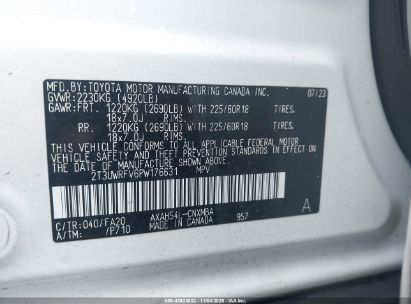 MFD.BY:TOYOTA MOTOR MANUFACTURING CANADA INC. 07/23
GVWR:2230KG (4920LB)
GAWR:FRT. 1220KG (2690LB) WITH 225/60R18 TIRES.
18x7.0J RIMS.
RR. 1220KG (2690LB) WITH 225/60R18 TIRES.
18x7.0J RIMS.
THIS VEHICLE CONFORMS TO ALL APPLICABLE FEDERAL MOTOR
VEHICLE SAFETY, BUMPER, AND THEFT PREVENTION STANDARDS
IN EFFECT ON THE DATE OF MANUFACTURE SHOWN ABOVE.
2T3UWRFV6PW176631 MPV
C/TR:040/FA20 AXAH54L-CNXMBA 957 A
A/TM: /P710 MADE IN CANADA